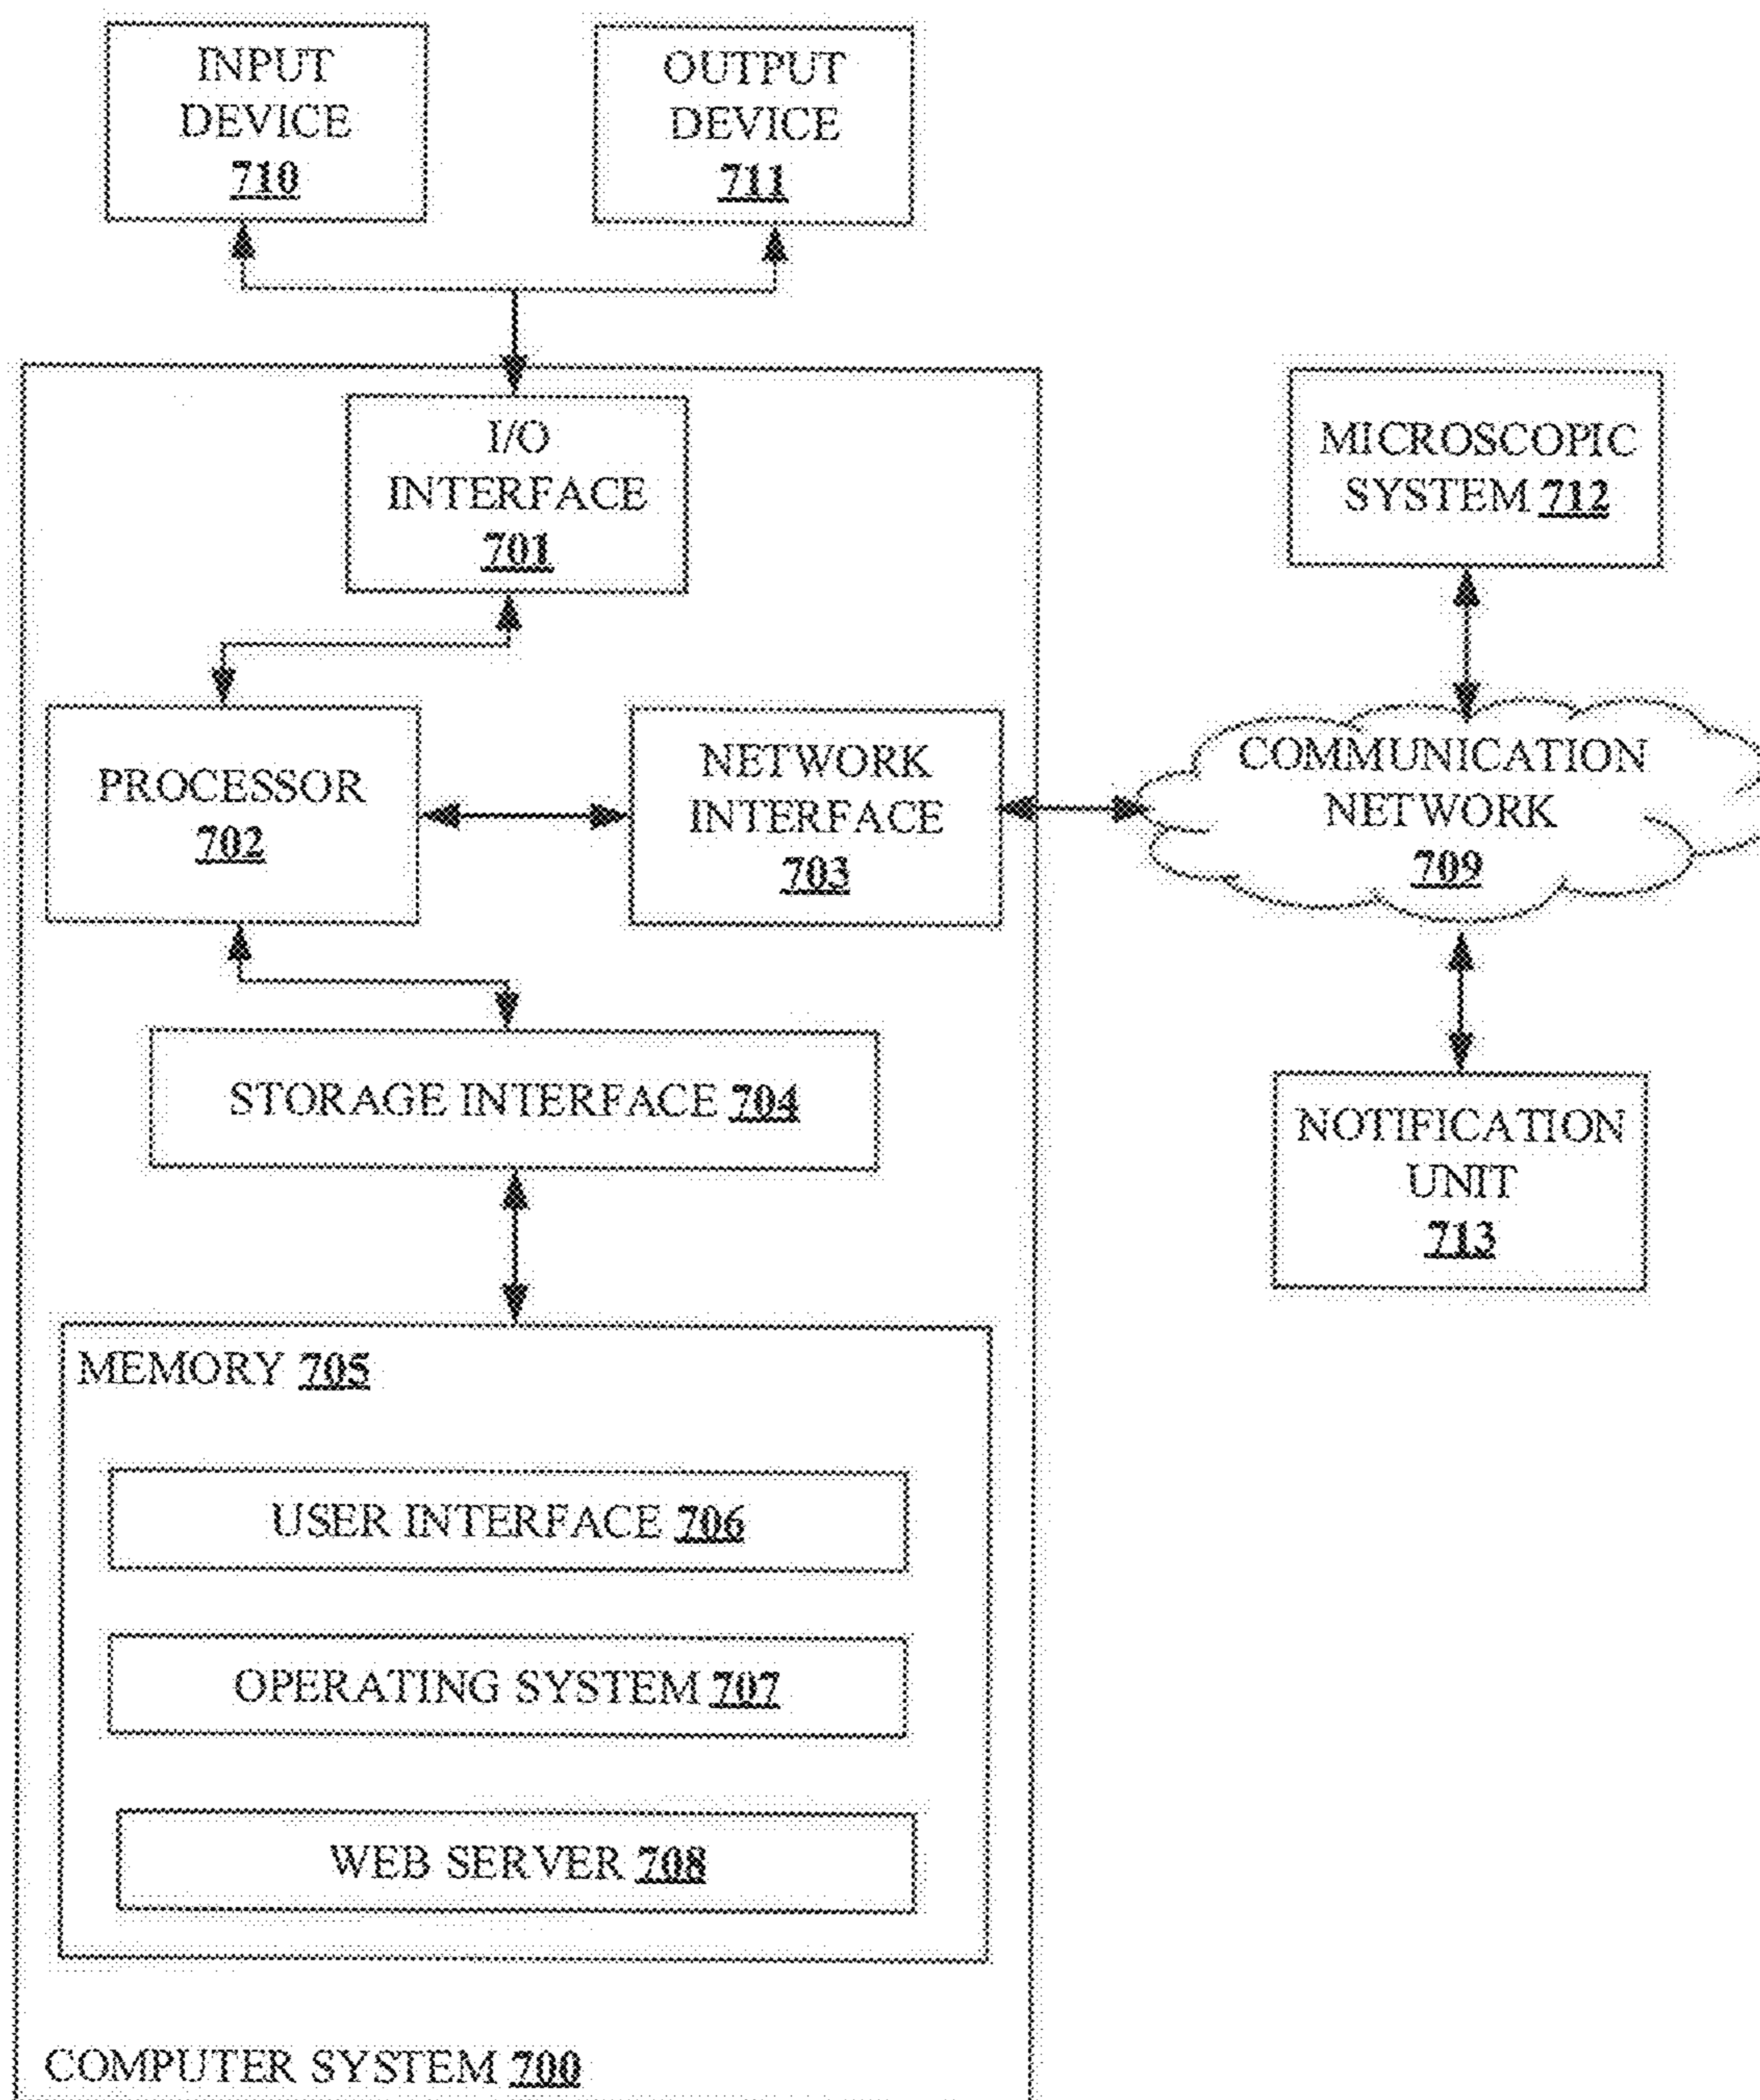 INPUT
DEVICE
710
OUTPUT
DEVICE
711
I/O
INTERFACE
701
MICROSCOPIC
SYSTEM 712
PROCESSOR
702
NETWORK
INTERFACE
703
COMMUNICATION
NETWORK
709
STORAGE INTERFACE 704
NOTIFICATION
UNIT
713
MEMORY 705
USER INTERFACE 706
OPERATING SYSTEM 707
WEB SERVER 708
COMPUTER SYSTEM 700